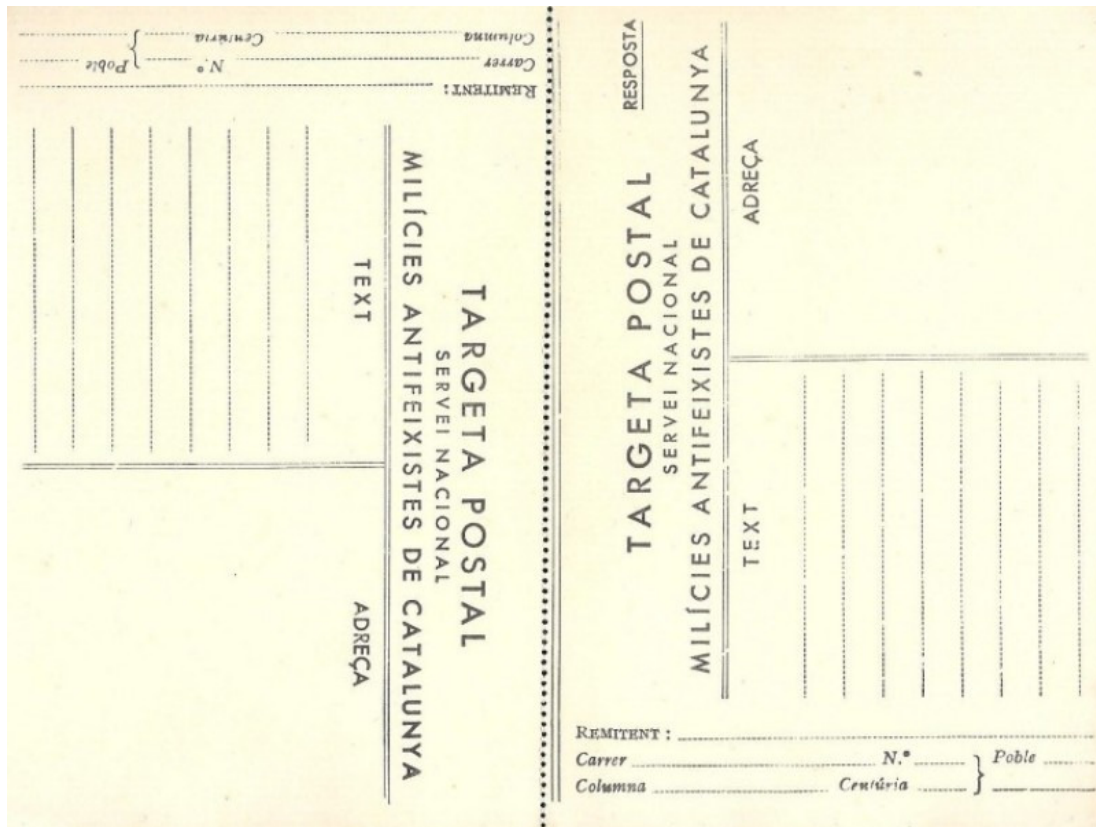 TARGETA POSTAL
SERVEI NACIONAL
MILÍCIES ANTIFEIXISTES DE CATALUNYA
TEXT
ADREÇA
REMITENT:
Carrer N.º Poble
Columna Centúria
RESPOSTA
TARGETA POSTAL
SERVEI NACIONAL
MILÍCIES ANTIFEIXISTES DE CATALUNYA
TEXT
ADREÇA
REMITENT:
Carrer N.º Poble
Columna Centúria